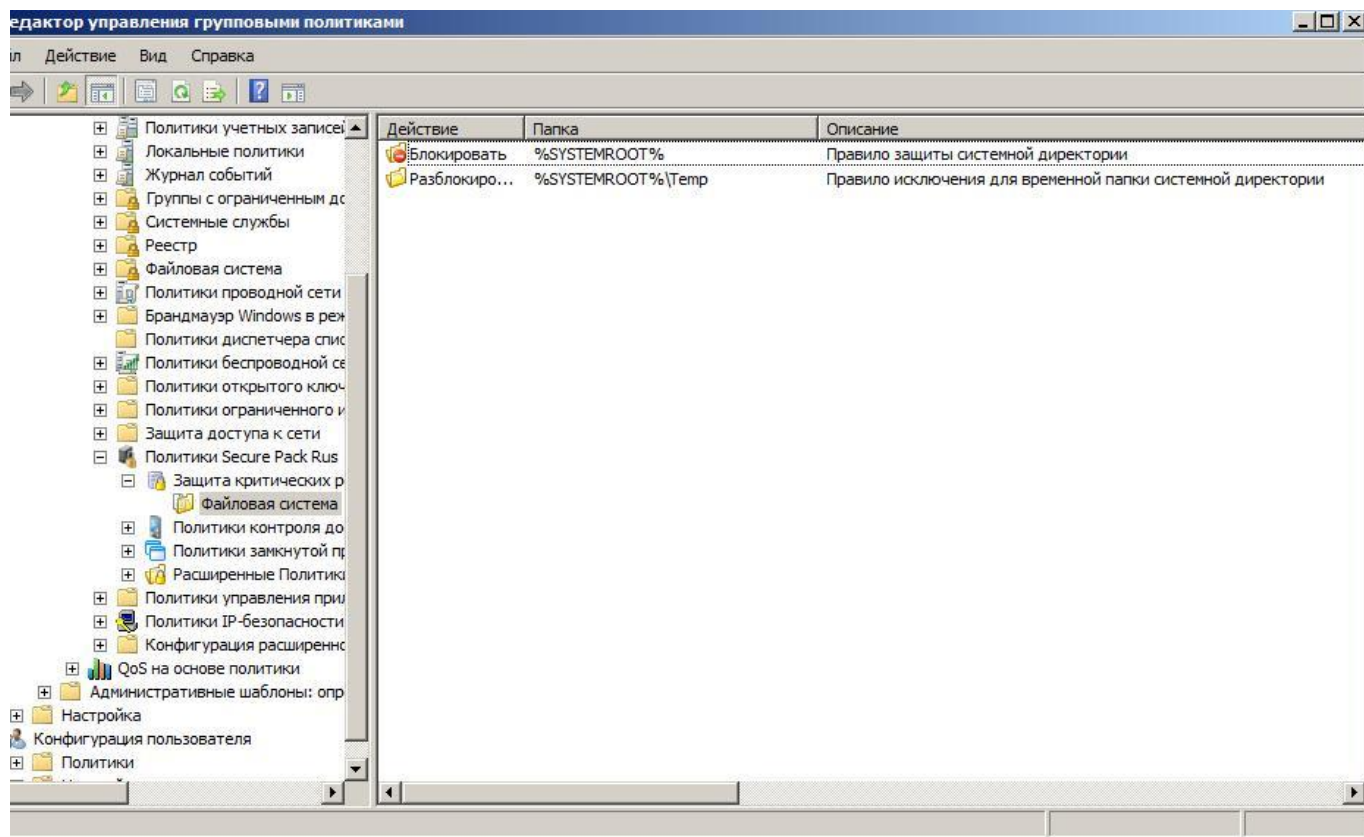 едактор управления групповыми политиками
л Действие Вид Справка
Действие Папка Описание
Блокировать %SYSTEMROOT% Правило защиты системной директории
Разблокиро... %SYSTEMROOT%\Temp Правило исключения для временной папки системной директории
Политики учетных записей
Локальные политики
Журнал событий
Группы с ограниченным дс
Системные службы
Реестр
Файловая система
Политики проводной сети
Брандмауэр Windows в реж
Политики диспетчера спис
Политики беспроводной се
Политики открытого ключ
Политики ограниченного и
Защита доступа к сети
Политики Secure Pack Rus
Защита критических р
Файловая система
Политики контроля до
Политики замкнутой пр
Расширенные Политики
Политики управления прил
Политики IP-безопасности
Конфигурация расширенно
QoS на основе политики
Административные шаблоны: опр
Настройка
Конфигурация пользователя
Политики